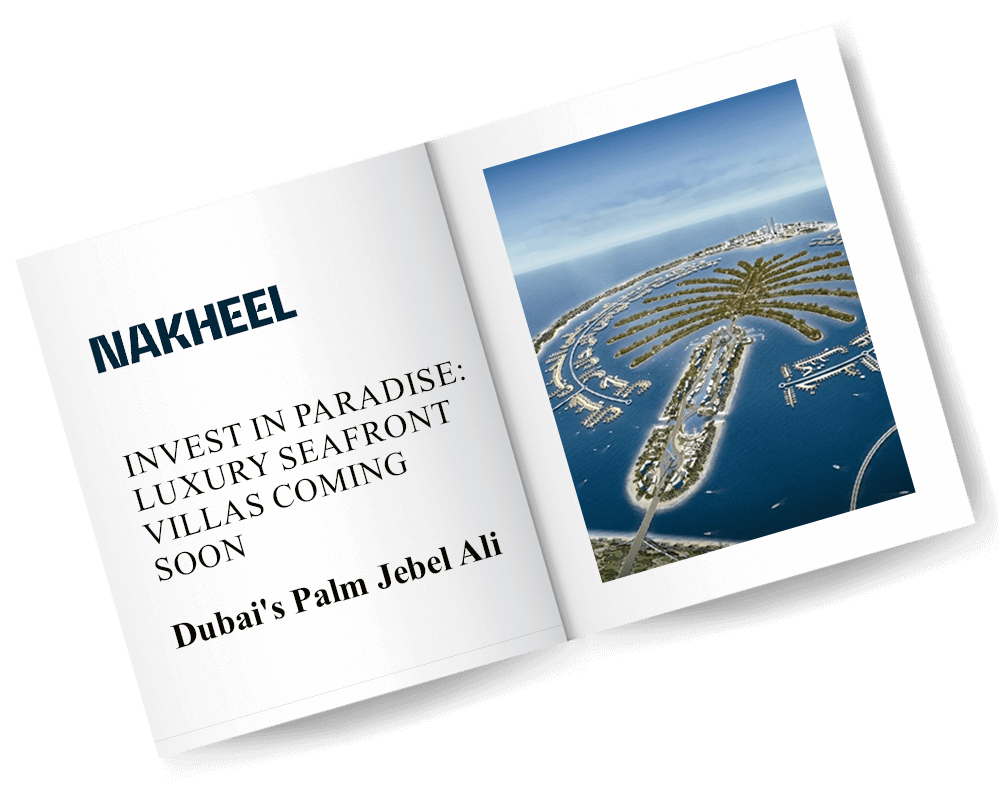 NAKHEEL
INVEST IN PARADISE:
LUXURY SEAFRONT
VILLAS COMING
SOON
Dubai's Palm Jebel Ali